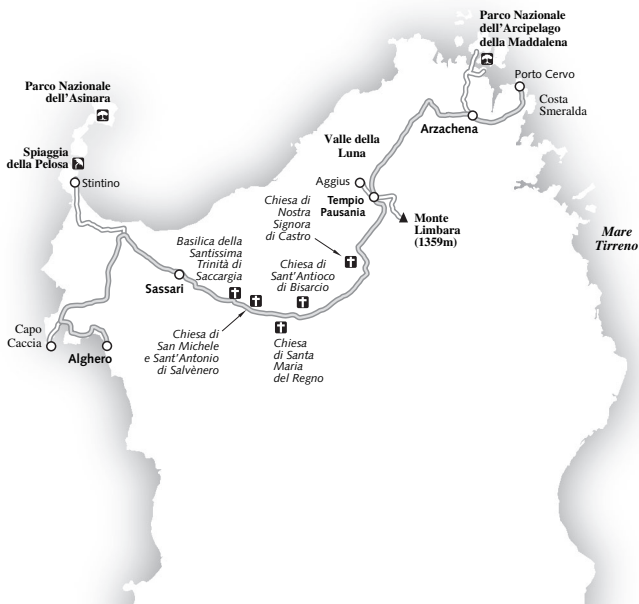 Parco Nazionale
dell'Arcipelago
della Maddalena
Porto Cervo
Costa
Smeralda
Parco Nazionale
dell'Asinara
Arzachena
Valle della
Luna
Spiaggia
della Pelosa
Stintino
Aggius
Tempio
Pausania
Chiesa di
Nostra
Signora
di Castro
Monte
Limbara
(1359m)
Mare
Tirreno
Basilica della
Santissima
Trinità di
Saccargia
Chiesa di
Sant'Antioco
di Bisarcio
Sassari
Capo
Caccia
Alghero
Chiesa di
San Michele
e Sant'Antonio
di Salvènero
Chiesa
di Santa
Maria
del Regno